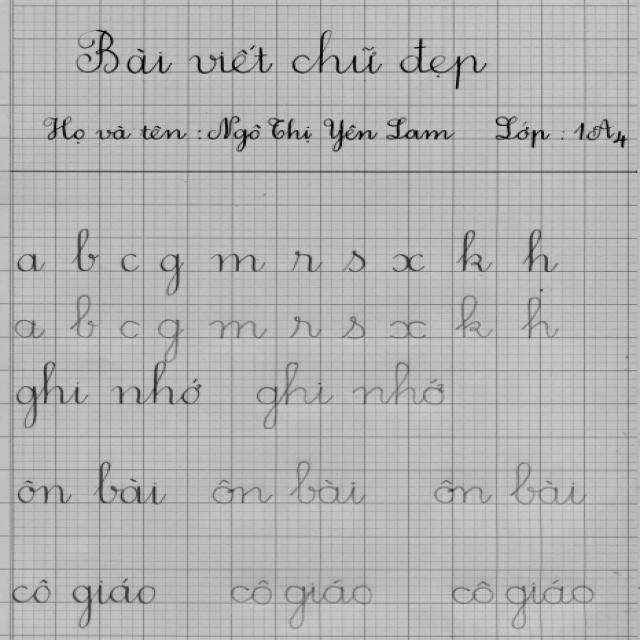 Bài viết chữ đẹp
Họ và tên : Ngô Thị Yên Lam Lớp : 1A4
a b c g m r s x k h
a b c g m r s x k h
ghi nhớ ghi nhớ
ôn bài ôn bài ôn bài
cô giáo cô giáo cô giáo